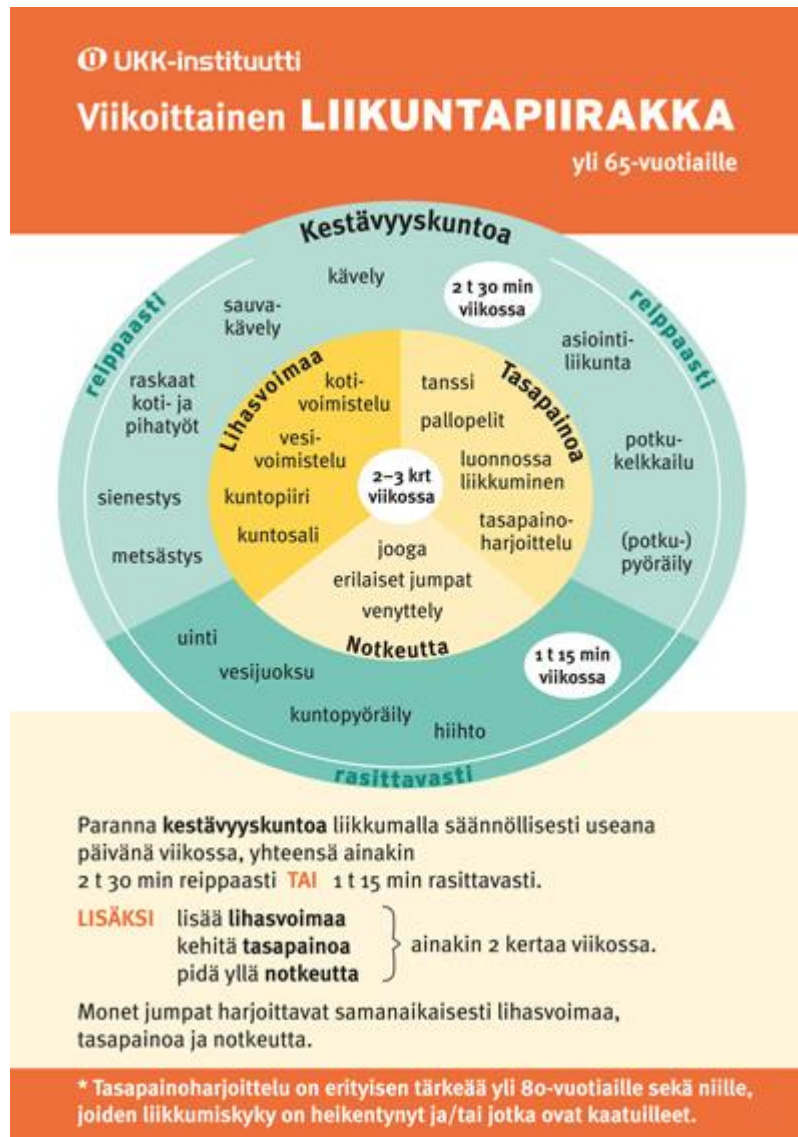 UKK-instituutti
Viikoittainen LIIKUNTAPIIRAKKA
yli 65-vuotiaille
Kestävyyskuntoa
reippaasti
reippaasti
kävely
2 t 30 min
viikossa
sauva-
kävely
asiointi-
liikunta
raskaat
koti- ja
pihatyöt
potku-
kelkkailu
sienestys
metsästys
(potku-)
pyöräily
Lihasvoimaa
koti-
voimistelu
vesi-
voimistelu
kuntopiiri
kuntosali
Tasapainoa
tanssi
pallopelit
luonnossa
liikkuminen
tasapaino-
harjoittelu
2–3 krt
viikossa
jooga
erilaiset jumpat
venyttely
Notkeutta
uinti
vesijuoksu
kuntopyöräily
hiihto
1 t 15 min
viikossa
rasittavasti
Paranna kestävyyskuntoa liikkumalla säännöllisesti useana
päivänä viikossa, yhteensä ainakin
2 t 30 min reippaasti TAI 1 t 15 min rasittavasti.
LISÄKSI lisää lihasvoimaa
kehitä tasapainoa
pidä yllä notkeutta
ainakin 2 kertaa viikossa.
Monet jumpat harjoittavat samanaikaisesti lihasvoimaa,
tasapainoa ja notkeutta.
* Tasapainoharjoittelu on erityisen tärkeää yli 80-vuotiaille sekä niille,
joiden liikkumiskyky on heikentynyt ja/tai jotka ovat kaatuilleet.